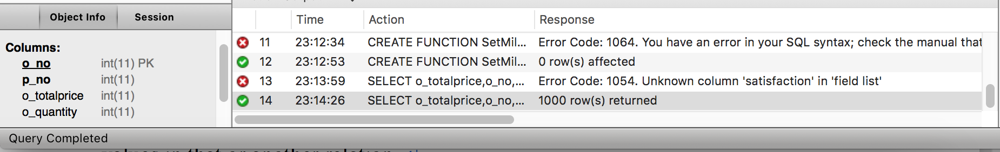 Object Info Session
Columns:
o_no int(11) PK
p_no int(11)
o_totalprice int(11)
o_quantity int(11)
Time Action Response
11 23:12:34 CREATE FUNCTION SetMil... Error Code: 1064. You have an error in your SQL syntax; check the manual that
12 23:12:53 CREATE FUNCTION SetMil... 0 row(s) affected
13 23:13:59 SELECT o_totalprice,o_no,... Error Code: 1054. Unknown column 'satisfaction' in 'field list'
14 23:14:26 SELECT o_totalprice,o_no,... 1000 row(s) returned
Query Completed